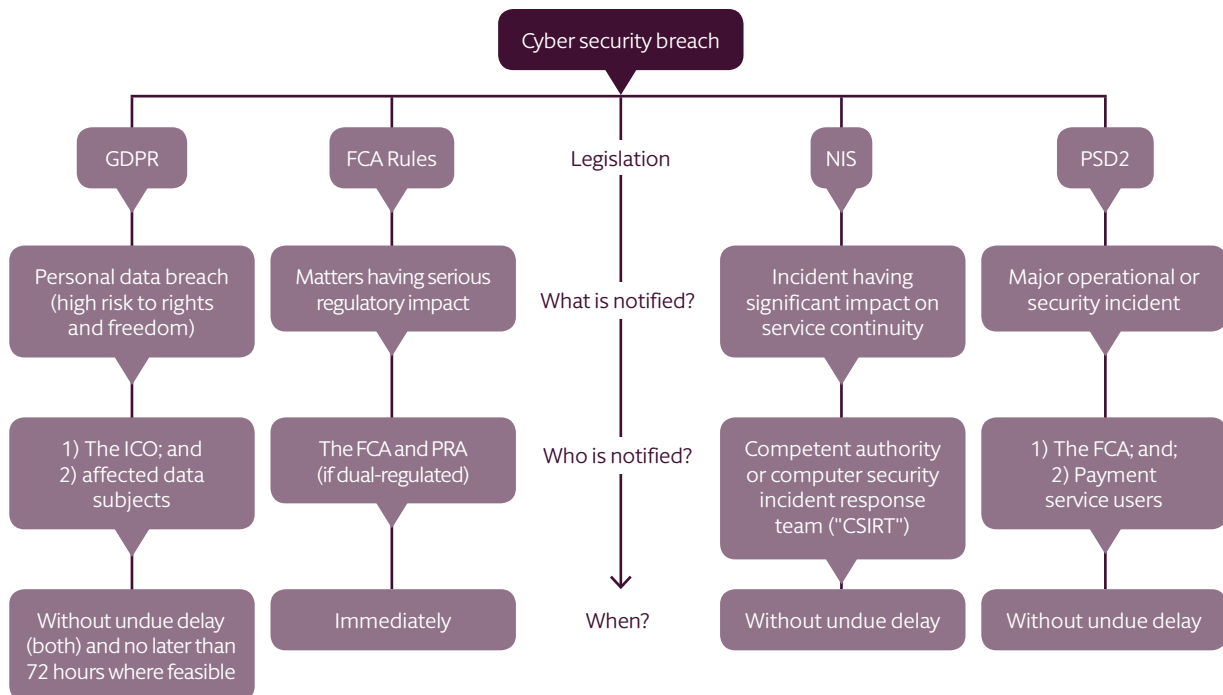 Cyber security breach
GDPR
FCA Rules
Legislation
NIS
PSD2
Personal data breach
(high risk to rights
and freedom)
Matters having serious
regulatory impact
What is notified?
Incident having
significant impact on
service continuity
Major operational or
security incident
1) The ICO; and
2) affected data
subjects
The FCA and PRA
(if dual-regulated)
Who is notified?
Competent authority
or computer security
incident response
team ("CSIRT")
1) The FCA; and;
2) Payment
service users
Without undue delay
(both) and no later than
72 hours where feasible
Immediately
When?
Without undue delay
Without undue delay